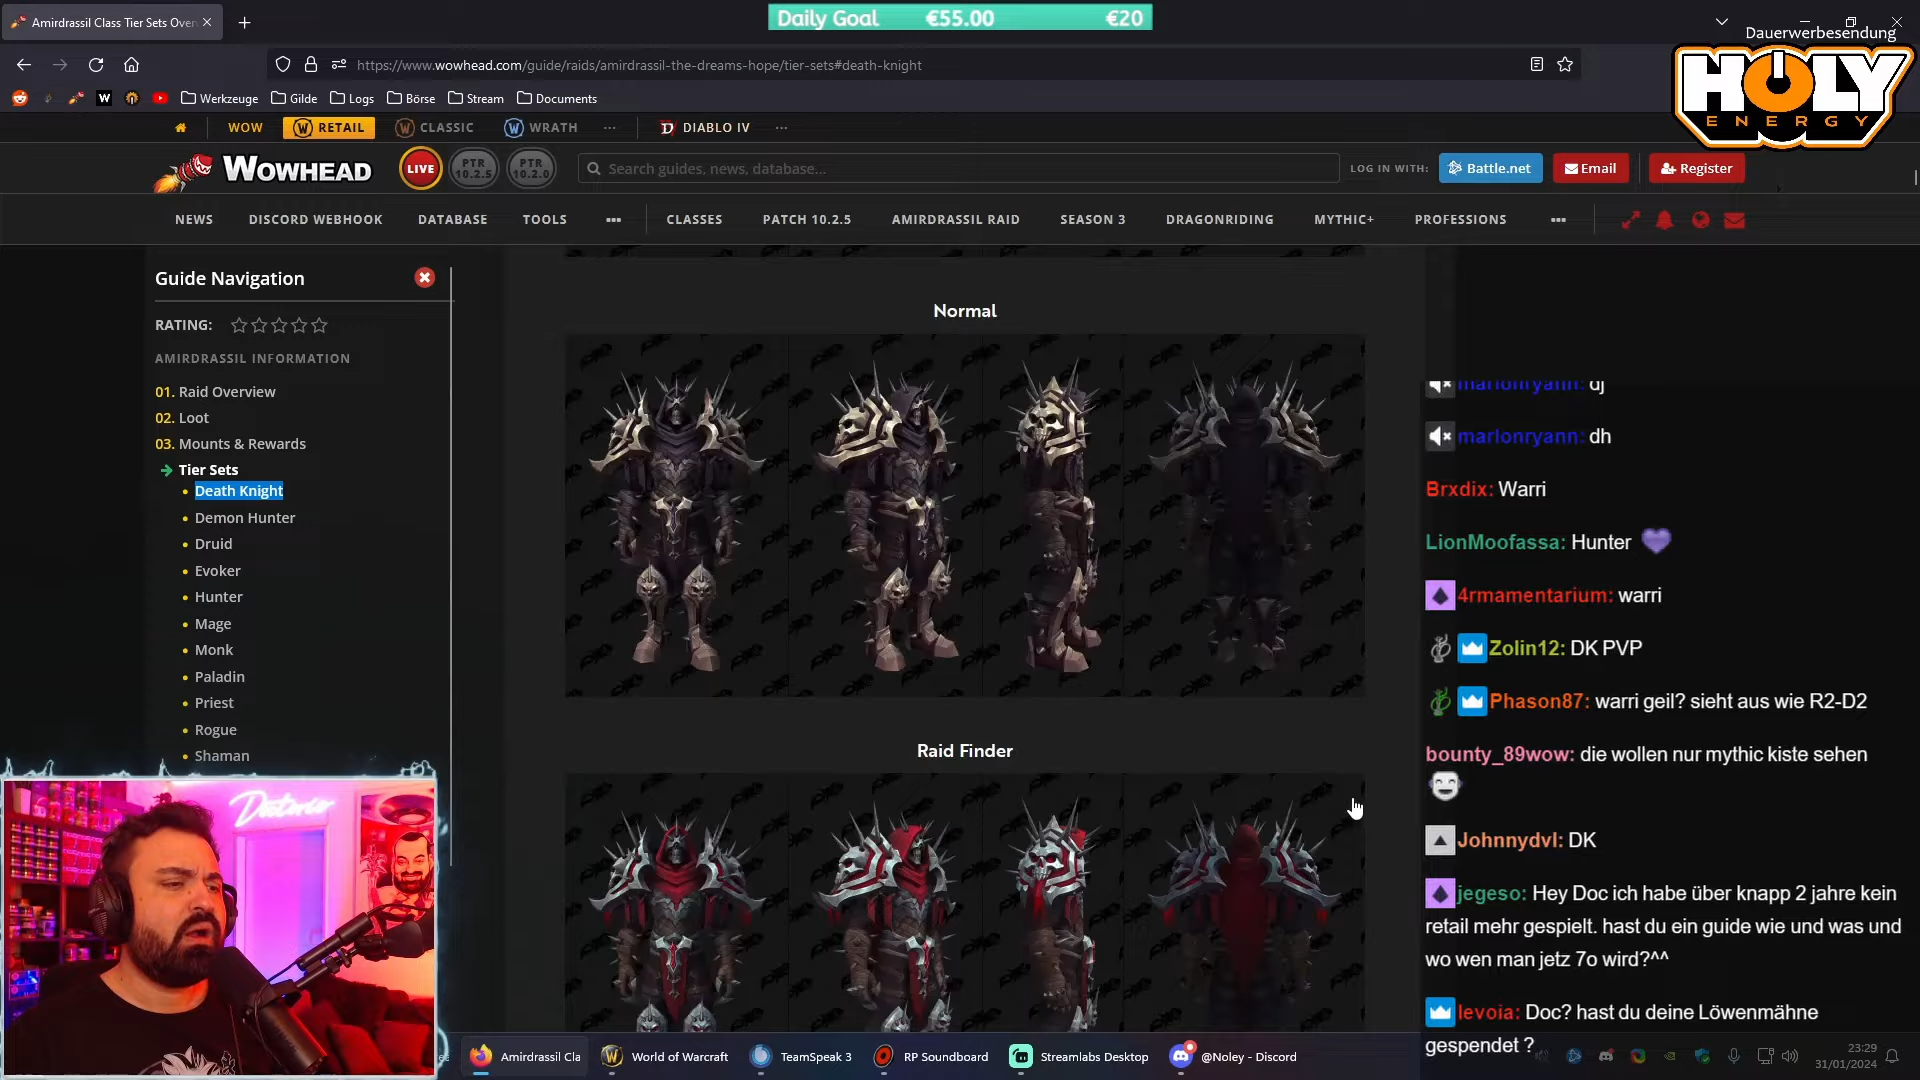 Amirdrassil Class Tier Sets Over
Daily Goal €55.00 €20
Dauerwerbesendung
https://www.wowhead.com/guide/raids/amirdrassil-the-dreams-hope/tier-sets#death-knight
HOLY
ENERGY
Werkzeuge Gilde Logs Börse Stream Documents
WOW RETAIL CLASSIC WRATH ... DIABLO IV ...
WOWHEAD LIVE PTR 10.2.5 PTR 10.2.0 Search guides, news, database... LOG IN WITH: Battle.net Email Register
NEWS DISCORD WEBHOOK DATABASE TOOLS ... CLASSES PATCH 10.2.5 AMIRDRASSIL RAID SEASON 3 DRAGONRIDING MYTHIC+ PROFESSIONS ...
Guide Navigation
RATING:
AMIRDRASSIL INFORMATION
01. Raid Overview
02. Loot
03. Mounts & Rewards
Tier Sets
Death Knight
Demon Hunter
Druid
Evoker
Hunter
Mage
Monk
Paladin
Priest
Rogue
Shaman
Normal
Raid Finder
marlonryann: dj
marlonryann: dh
Brxdix: Warri
LionMoofassa: Hunter
4rmamentarium: warri
Zolin12: DK PVP
Phason87: warri geil? sieht aus wie R2-D2
bounty_89wow: die wollen nur mythic kiste sehen
Johnnydvl: DK
jegeso: Hey Doc ich habe über knapp 2 jahre kein
retail mehr gespielt. hast du ein guide wie und was und
wo wen man jetz 7o wird?^^
levoia: Doc? hast du deine Löwenmähne
gespendet ?
Amirdrassil Cla World of Warcraft TeamSpeak 3 RP Soundboard Streamlabs Desktop @Noley - Discord
23:29
31/01/2024